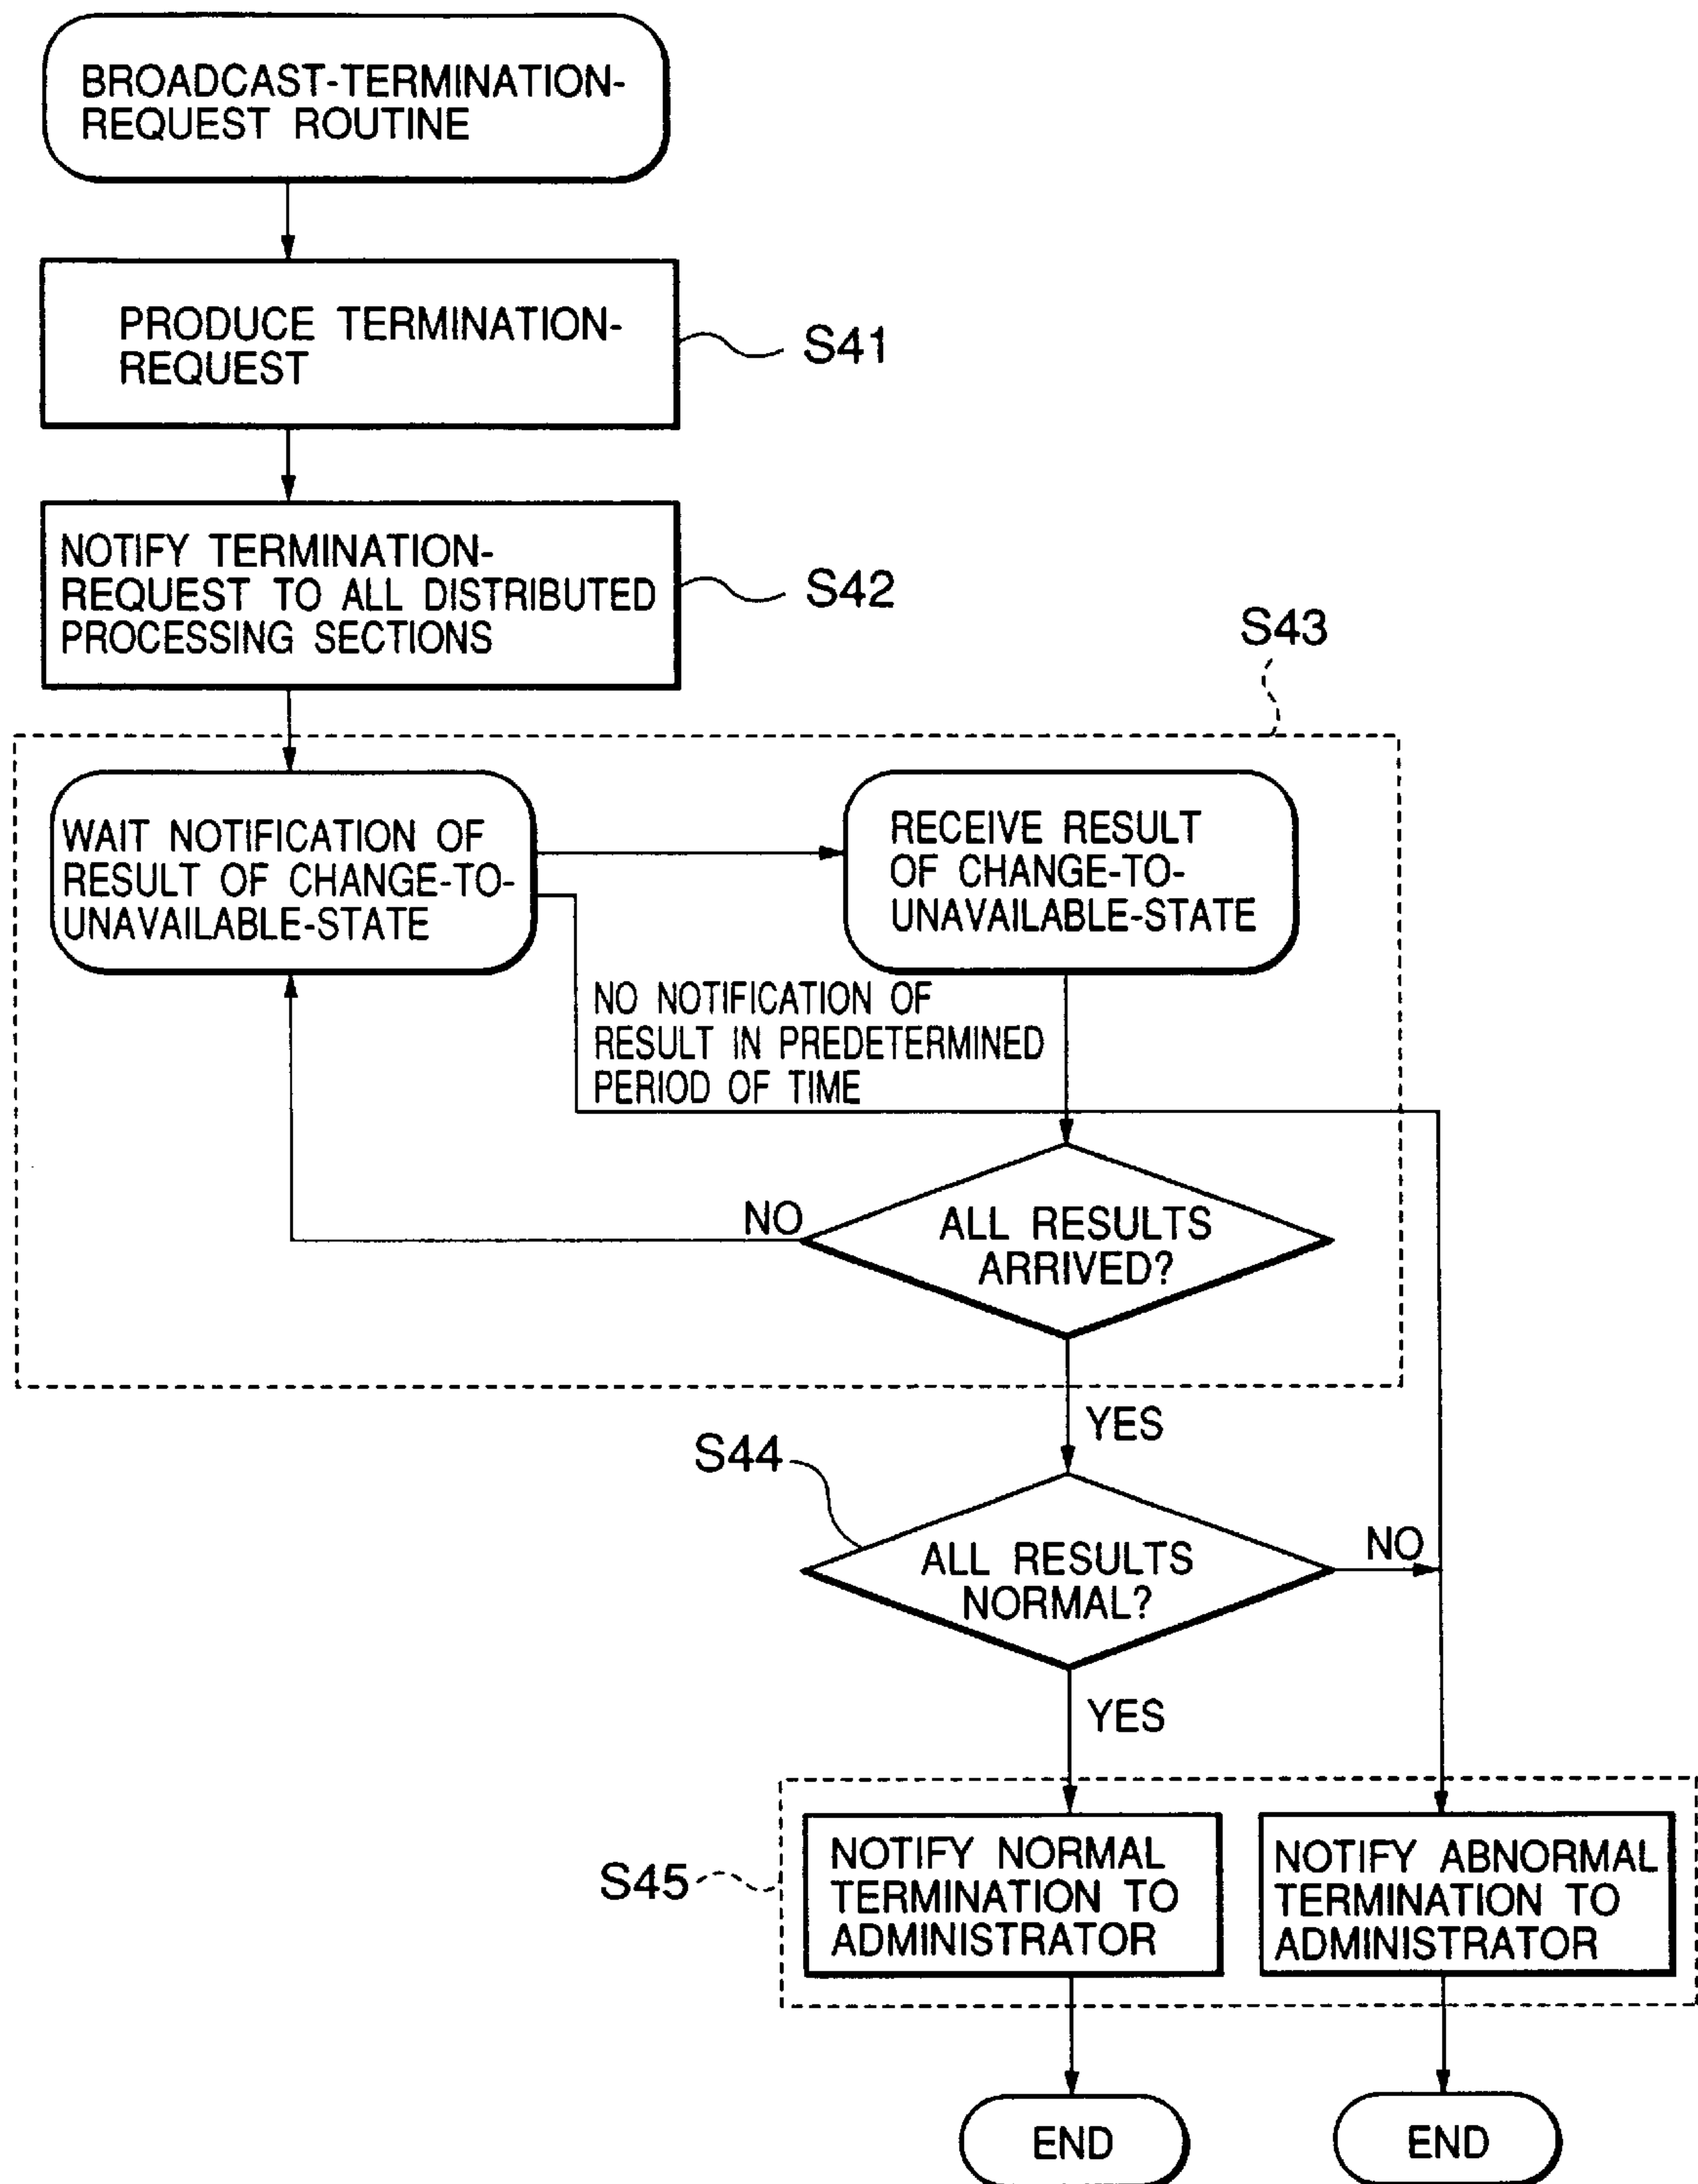 BROADCAST-TERMINATION-
REQUEST ROUTINE
PRODUCE TERMINATION-
REQUEST
S41
NOTIFY TERMINATION-
REQUEST TO ALL DISTRIBUTED
PROCESSING SECTIONS
S42
S43
WAIT NOTIFICATION OF
RESULT OF CHANGE-TO-
UNAVAILABLE-STATE
RECEIVE RESULT
OF CHANGE-TO-
UNAVAILABLE-STATE
NO NOTIFICATION OF
RESULT IN PREDETERMINED
PERIOD OF TIME
NO
ALL RESULTS
ARRIVED?
YES
S44
ALL RESULTS
NORMAL?
NO
YES
S45
NOTIFY NORMAL
TERMINATION TO
ADMINISTRATOR
NOTIFY ABNORMAL
TERMINATION TO
ADMINISTRATOR
END
END